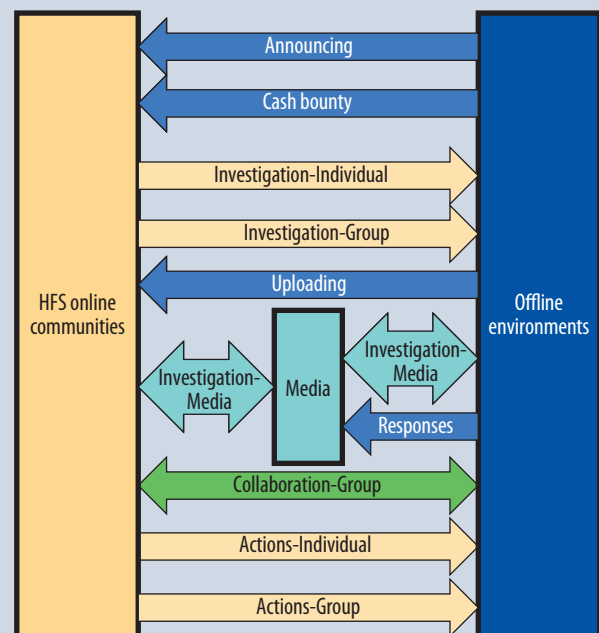 Announcing
Cash bounty
Investigation-Individual
Investigation-Group
Uploading
HFS online
communities
Offline
environments
Investigation-
Media
Media
Investigation-
Media
Responses
Collaboration-Group
Actions-Individual
Actions-Group